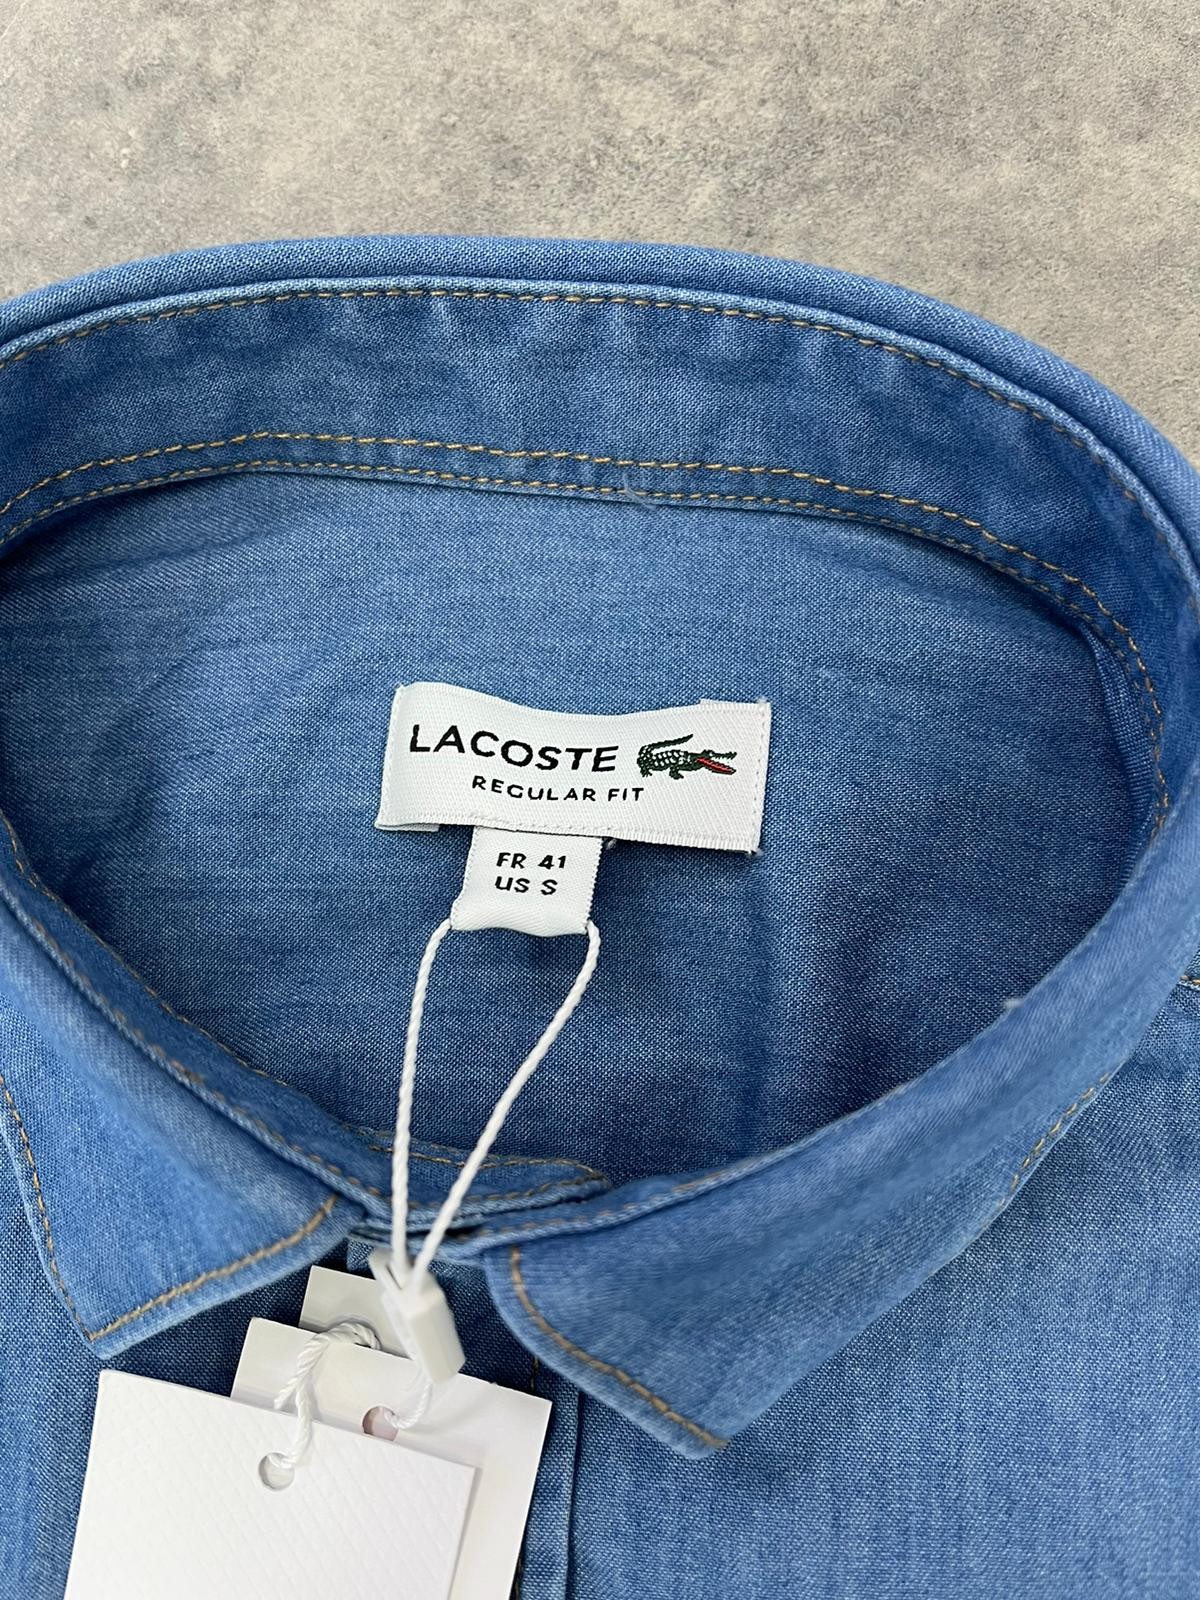 LACOSTE
REGULAR FIT
FR 41
US S